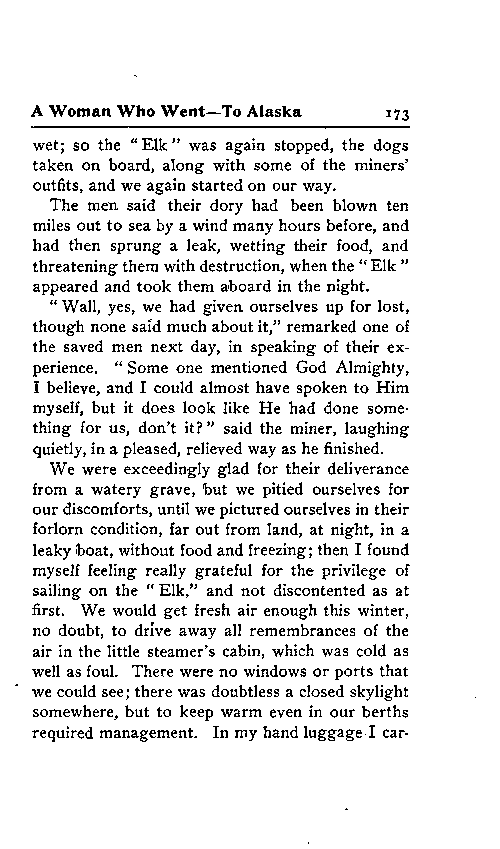 A Woman Who Went—To Alaska 173
wet; so the "Elk" was again stopped, the dogs
taken on board, along with some of the miners'
outfits, and we again started on our way.
The men said their dory had been blown ten
miles out to sea by a wind many hours before, and
had then sprung a leak, wetting their food, and
threatening them with destruction, when the "Elk"
appeared and took them aboard in the night.
"Wall, yes, we had given ourselves up for lost,
though none said much about it," remarked one of
the saved men next day, in speaking of their ex-
perience. "Some one mentioned God Almighty,
I believe, and I could almost have spoken to Him
myself, but it does look like He had done some-
thing for us, don't it?" said the miner, laughing
quietly, in a pleased, relieved way as he finished.
We were exceedingly glad for their deliverance
from a watery grave, but we pitied ourselves for
our discomforts, until we pictured ourselves in their
forlorn condition, far out from land, at night, in a
leaky boat, without food and freezing; then I found
myself feeling really grateful for the privilege of
sailing on the "Elk," and not discontented as at
first. We would get fresh air enough this winter,
no doubt, to drive away all remembrances of the
air in the little steamer's cabin, which was cold as
well as foul. There were no windows or ports that
we could see; there was doubtless a closed skylight
somewhere, but to keep warm even in our berths
required management. In my hand luggage I car-